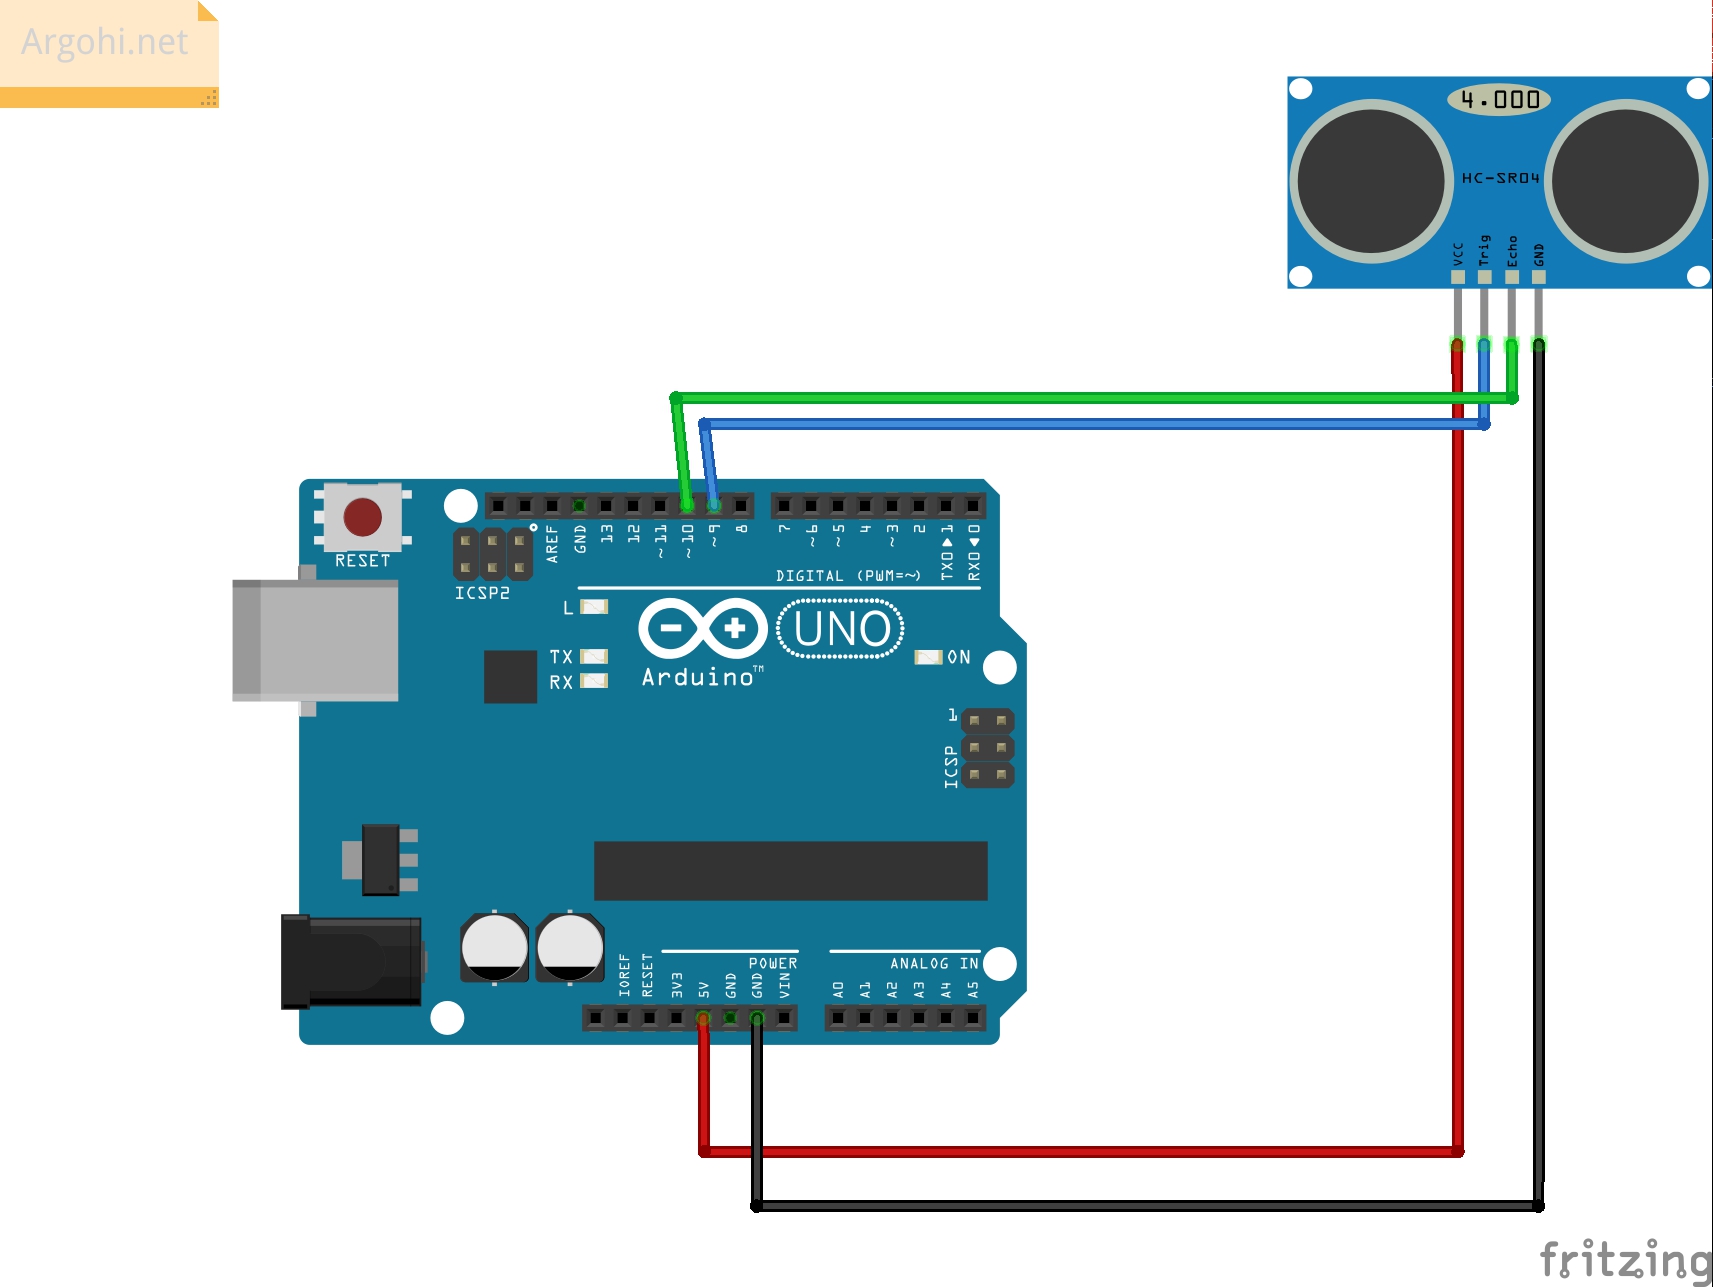 Argohi.net
4.000
HC-SR04
VCC
Trig
Echo
GND
RESET
ICSP2
AREF
GND
13
12
~11
~10
~9
8
7
~6
~5
4
~3
2
TX0▶1
RX0◀0
DIGITAL (PWM=~)
L
TX
RX
UNO
Arduino™
ON
1
ICSP
IOREF
RESET
3V3
5V
GND
GND
VIN
POWER
ANALOG IN
A0
A1
A2
A3
A4
A5
fritzing